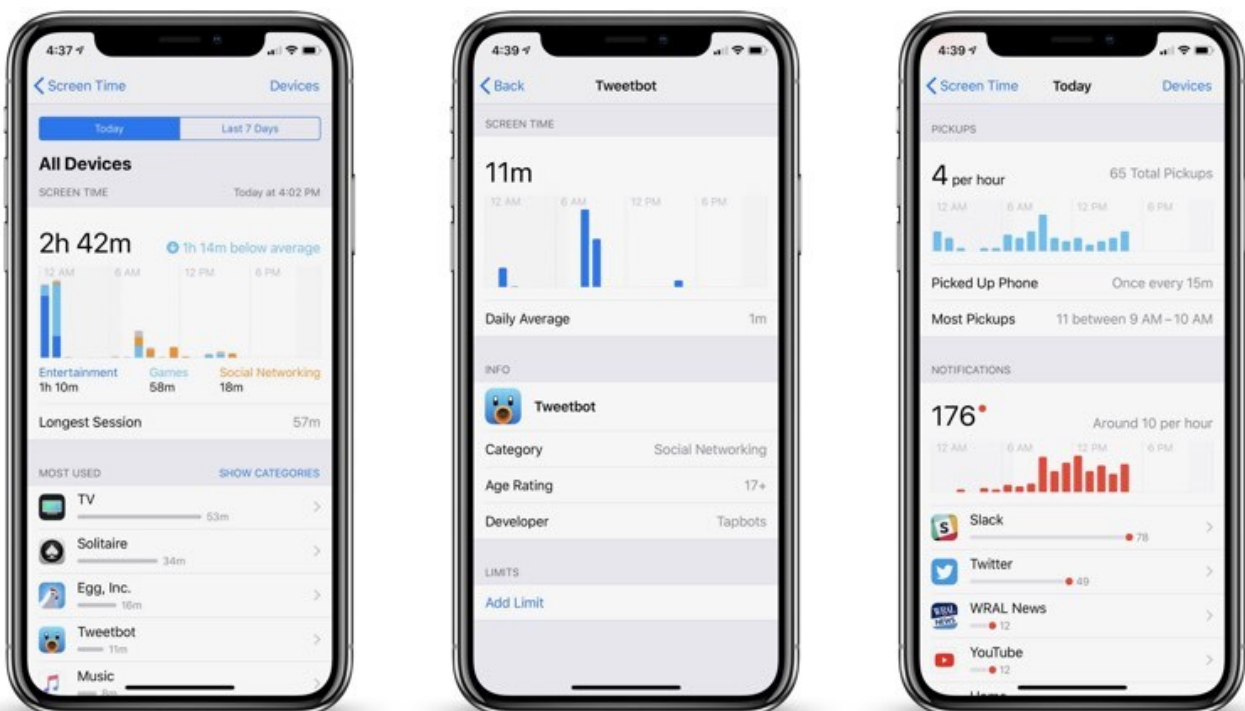 4:37
Screen Time Devices
Today Last 7 Days
All Devices
SCREEN TIME Today at 4:02 PM
2h 42m 1h 14m below average
12 AM 6 AM 12 PM 6 PM
Entertainment Games Social Networking
1h 10m 58m 18m
Longest Session 57m
MOST USED SHOW CATEGORIES
TV
53m
Solitaire
34m
Egg, Inc.
16m
Tweetbot
11m
Music
8m
4:39
Back Tweetbot
SCREEN TIME
11m
12 AM 6 AM 12 PM 6 PM
Daily Average 1m
INFO
Tweetbot
Category Social Networking
Age Rating 17+
Developer Tapbots
LIMITS
Add Limit
4:39
Screen Time Today Devices
PICKUPS
4 per hour 65 Total Pickups
12 AM 6 AM 12 PM 6 PM
Picked Up Phone Once every 15m
Most Pickups 11 between 9 AM – 10 AM
NOTIFICATIONS
176 Around 10 per hour
12 AM 6 AM 12 PM 6 PM
S Slack
78
Twitter
49
WRAL NEWS WRAL News
12
YouTube
12